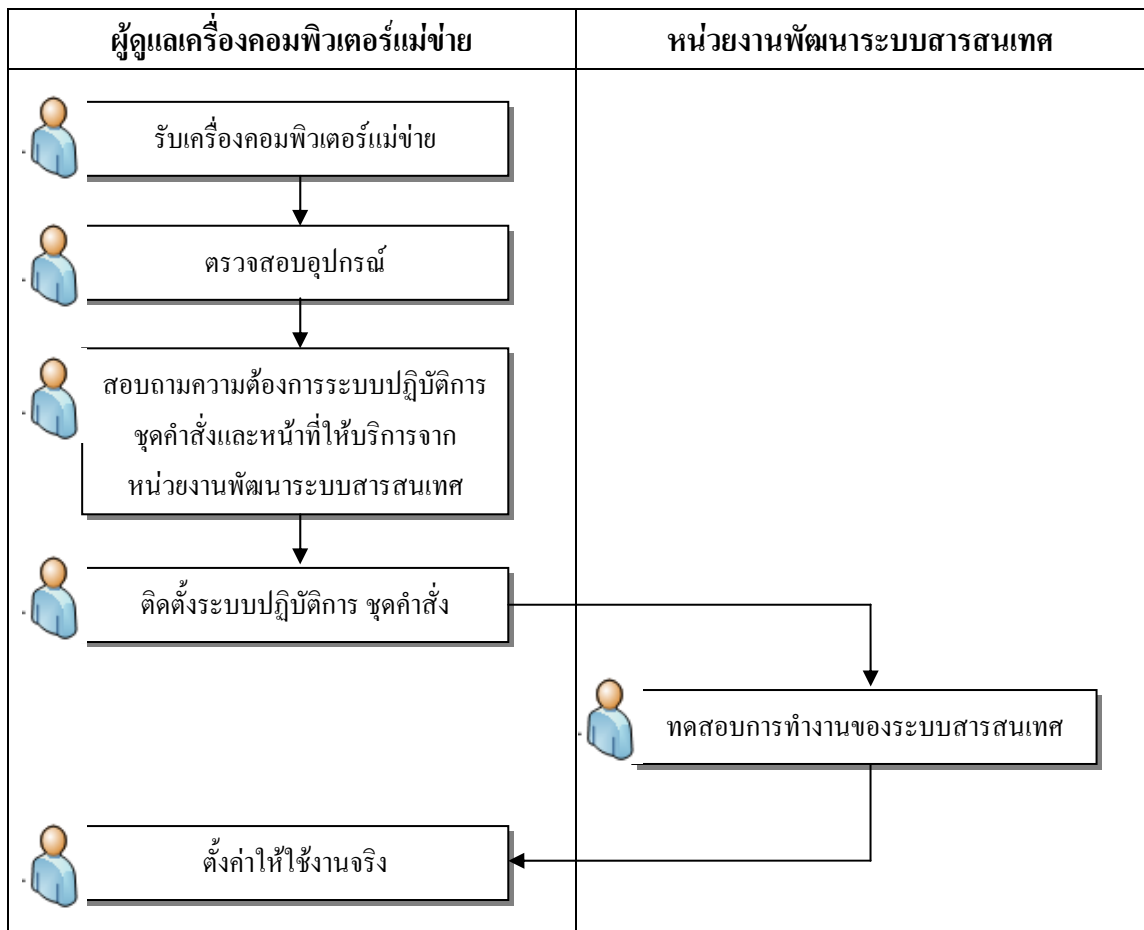 ผู้ดูแลเครื่องคอมพิวเตอร์แม่ข่าย
หน่วยงานพัฒนาระบบสารสนเทศ
รับเครื่องคอมพิวเตอร์แม่ข่าย
ตรวจสอบอุปกรณ์
สอบถามความต้องการระบบปฏิบัติการ
ชุดคำสั่งและหน้าที่ให้บริการจาก
หน่วยงานพัฒนาระบบสารสนเทศ
ติดตั้งระบบปฏิบัติการ ชุดคำสั่ง
ทดสอบการทำงานของระบบสารสนเทศ
ตั้งค่าให้ใช้งานจริง